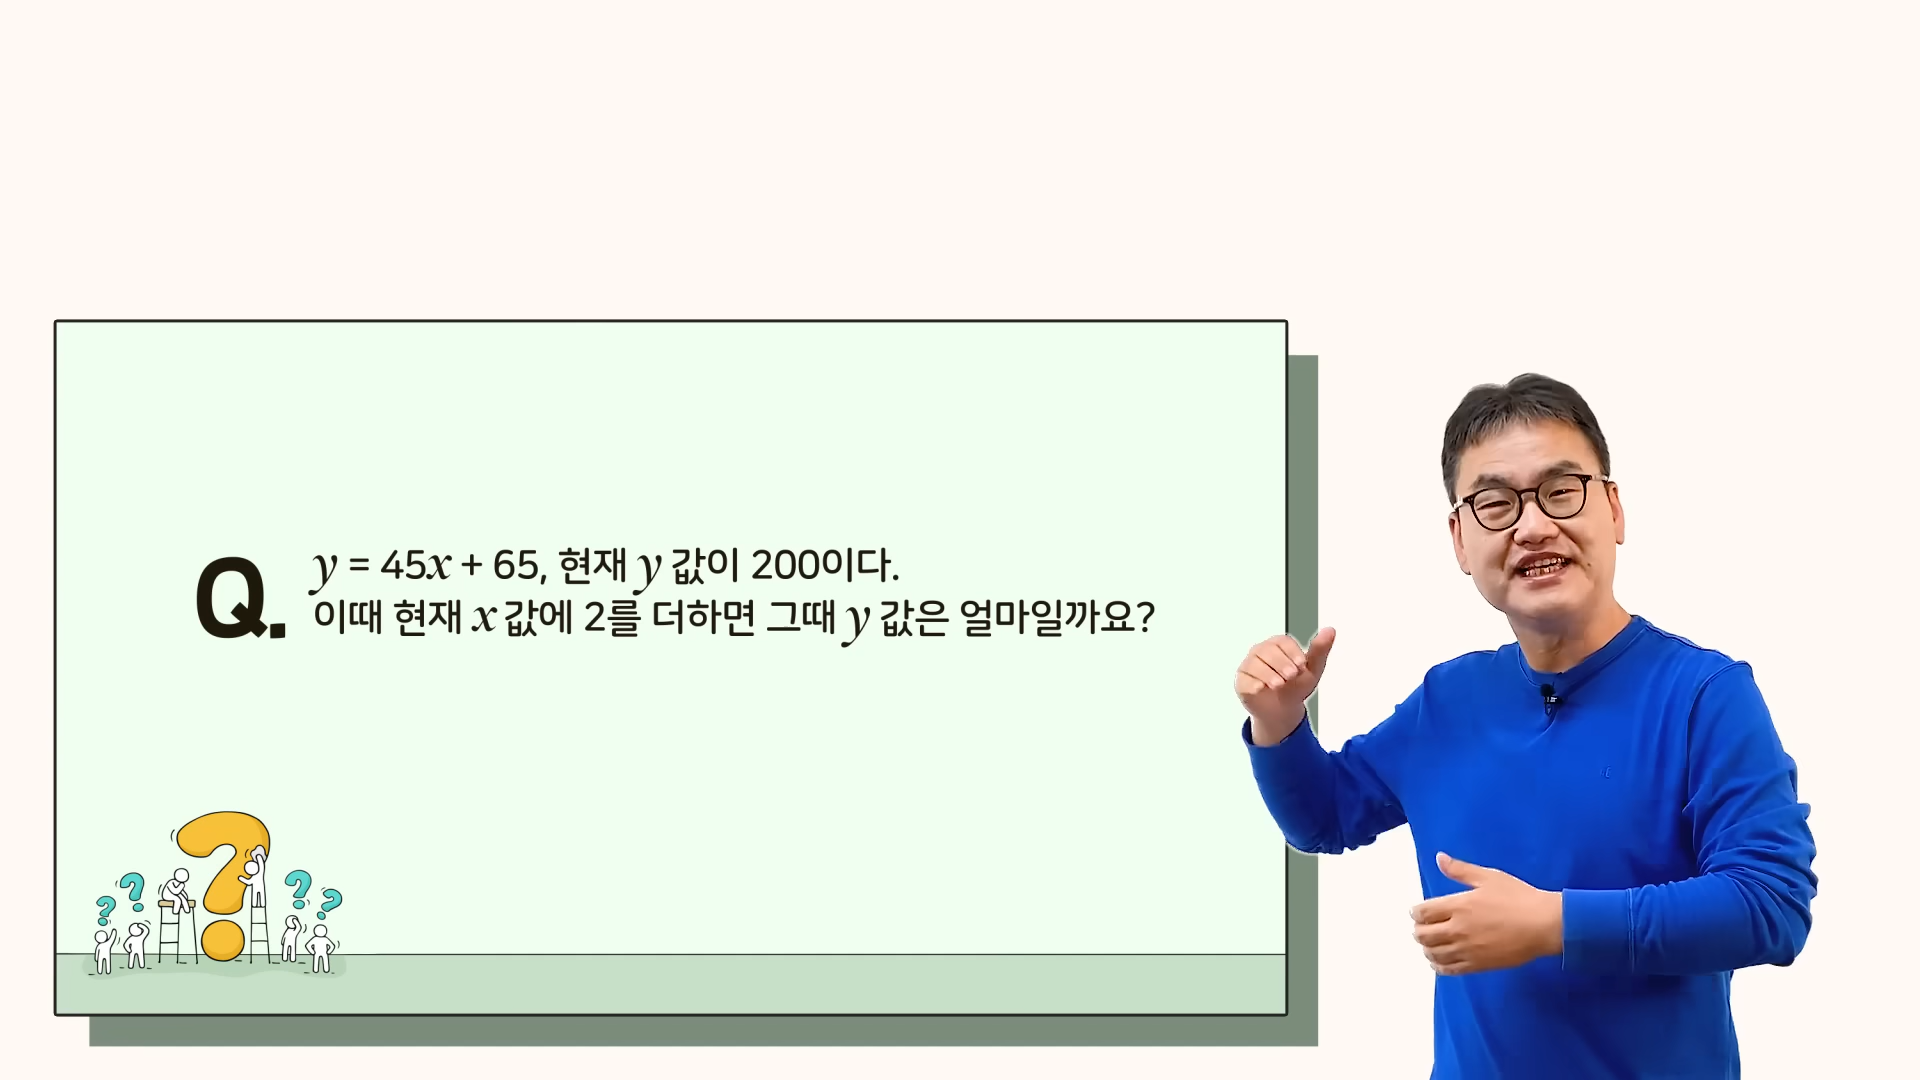 Q. y = 45x + 65, 현재 y 값이 200이다.
이때 현재 x 값에 2를 더하면 그때 y 값은 얼마일까요?